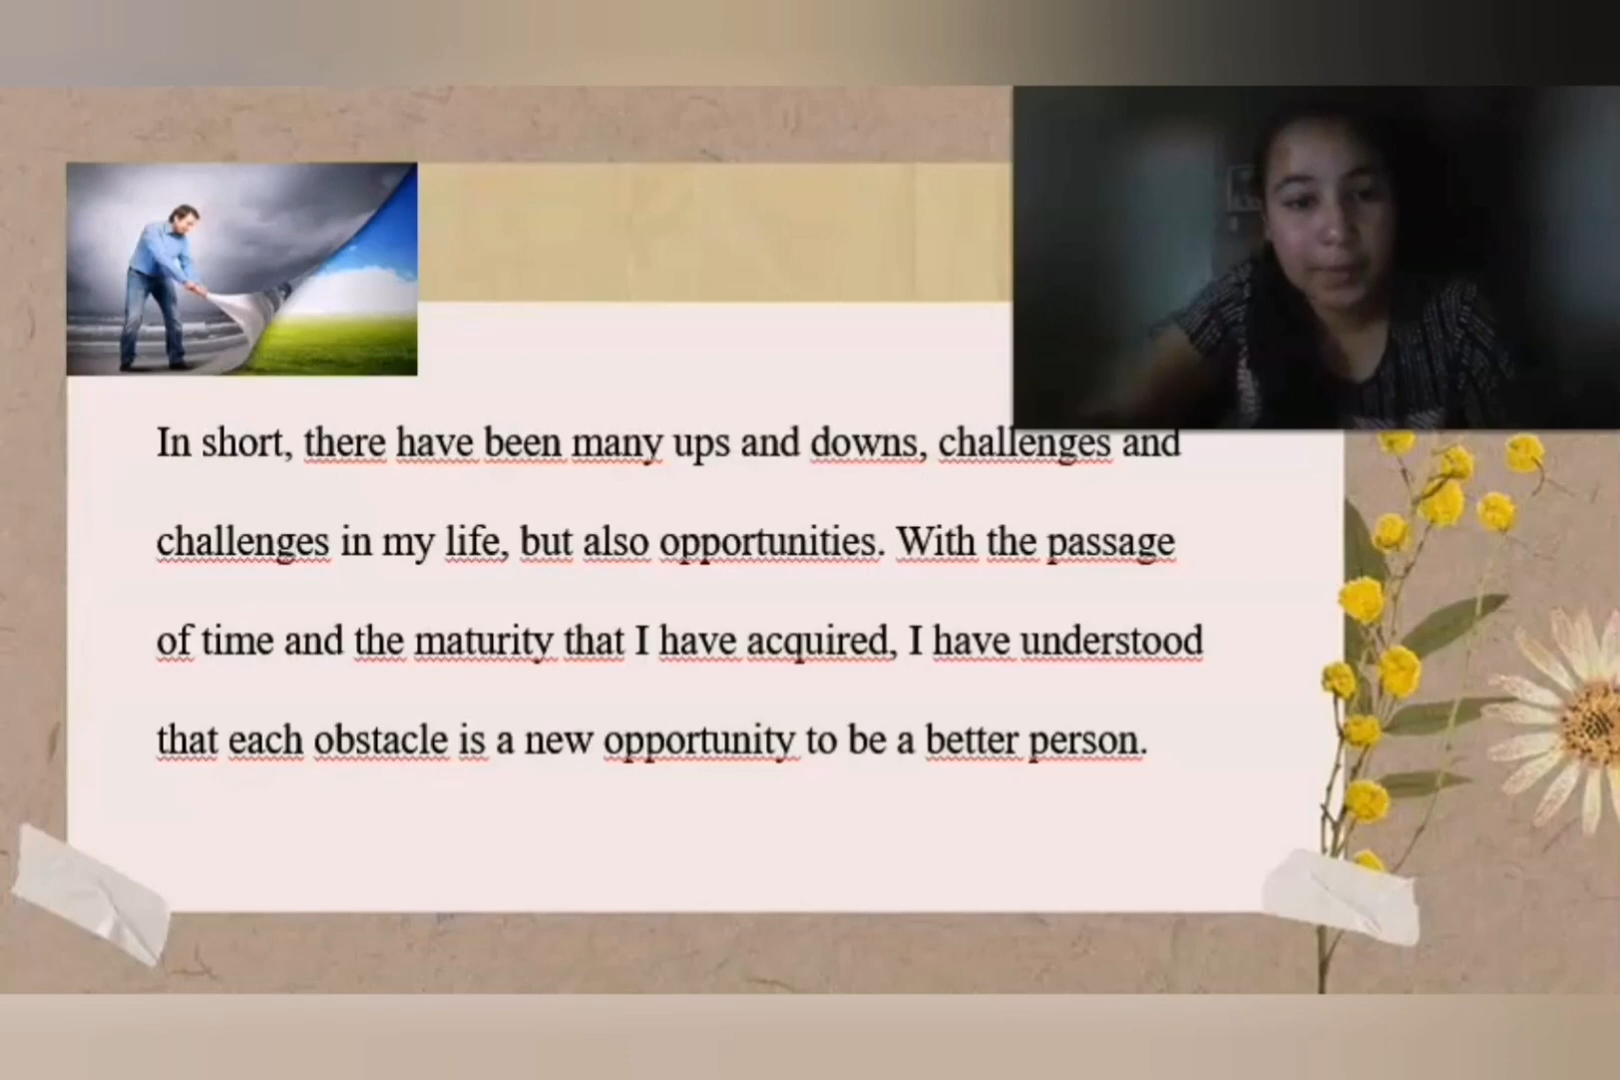 In short, there have been many ups and downs, challenges and
challenges in my life, but also opportunities. With the passage
of time and the maturity that I have acquired, I have understood
that each obstacle is a new opportunity to be a better person.